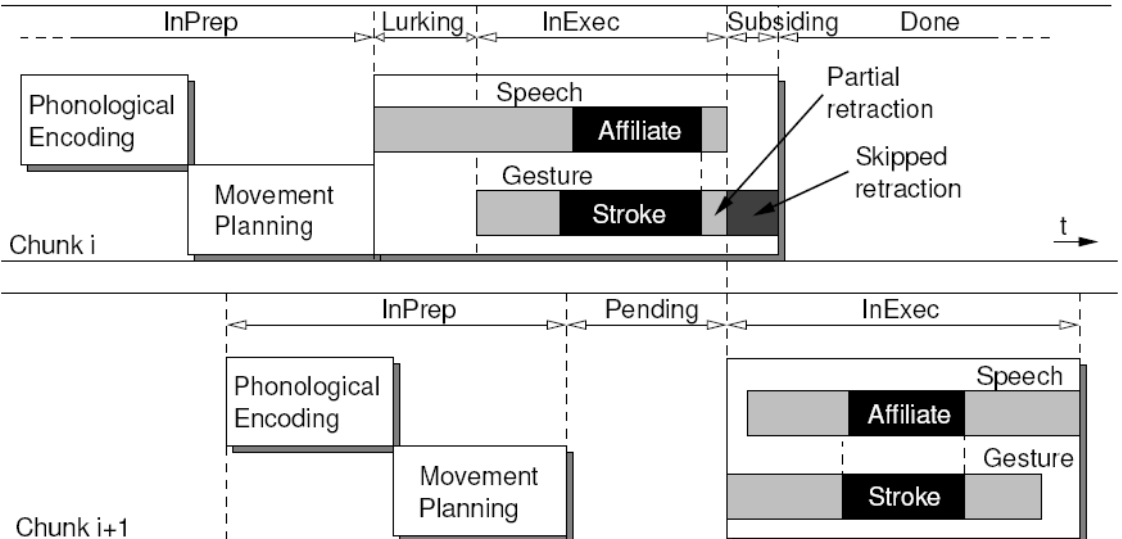 InPrep
Lurking
InExec
Subsiding
Done
Phonological
Encoding
Movement
Planning
Speech
Affiliate
Gesture
Stroke
Partial
retraction
Skipped
retraction
t
Chunk i
InPrep
Pending
InExec
Phonological
Encoding
Movement
Planning
Speech
Affiliate
Gesture
Stroke
Chunk i+1